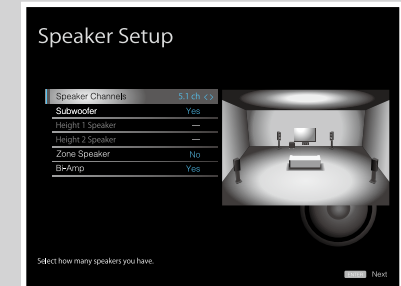 Speaker Setup
Speaker Channels 5.1 ch < >
Subwoofer Yes
Height 1 Speaker —
Height 2 Speaker —
Zone Speaker No
Bi-Amp Yes
Select how many speakers you have.
ENTER Next